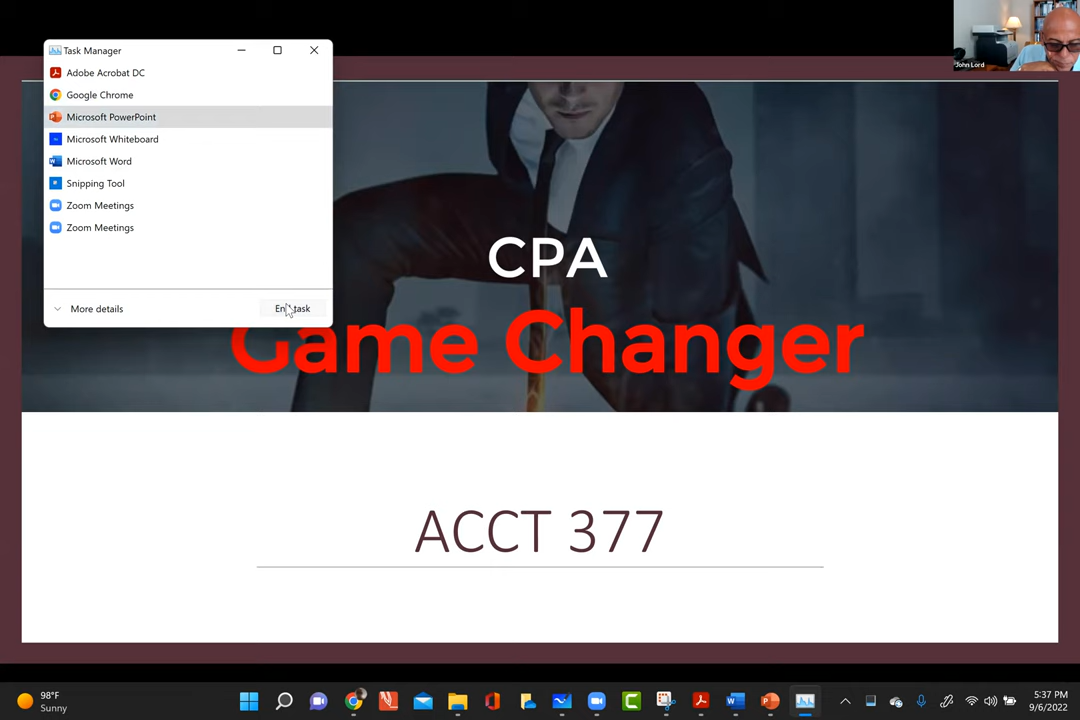 Task Manager
Adobe Acrobat DC
Google Chrome
Microsoft PowerPoint
Microsoft Whiteboard
Microsoft Word
Snipping Tool
Zoom Meetings
Zoom Meetings
More details
End task
John Lord
CPA
Game Changer
ACCT 377
98°F
Sunny
5:37 PM
9/6/2022